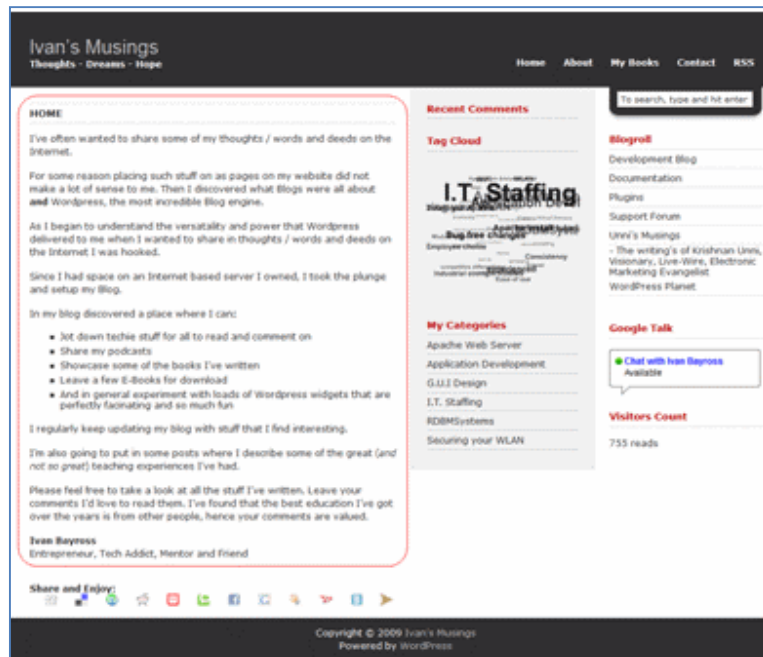 Ivan's Musings
Thoughts - Dreams - Hope
Home About My Books Contact RSS
HOME
I've often wanted to share some of my thoughts / words and deeds on the
Internet.
For some reason placing such stuff on as pages on my website did not
make a lot of sense to me. Then I discovered what Blogs were all about
and Wordpress, the most incredible Blog engine.
As I began to understand the versatality and power that Wordpress
delivered to me when I wanted to share in thoughts / words and deeds on
the Internet I was hooked.
Since I had space on an Internet based server I owned, I took the plunge
and setup my Blog.
In my blog discovered a place where I can:
Jot down techie stuff for all to read and comment on
Share my podcasts
Showcase some of the books I've written
Leave a few E-Books for download
And in general experiment with loads of Wordpress widgets that are
perfectly facinating and so much fun
I regularly keep updating my blog with stuff that I find interesting.
I'm also going to put in some posts where I describe some of the great (and
not so great) teaching experiences I've had.
Please feel free to take a look at all the stuff I've written. Leave your
comments I'd love to read them. I've found that the best education I've got
over the years is from other people, hence your comments are valued.
Ivan Bayross
Entrepreneur, Tech Addict, Mentor and Friend
Share and Enjoy:
Recent Comments
Tag Cloud
I.T. Staffing
Application Devel
Bug free changes
Employee choice
Consistency
Ease of use
My Categories
Apache Web Server
Application Development
G.U.I Design
I.T. Staffing
RDBMSystems
Securing your WLAN
To search, type and hit enter
Blogroll
Development Blog
Documentation
Plugins
Support Forum
Unni's Musings
- The writing's of Krishnan Unni,
Visionary, Live-Wire, Electronic
Marketing Evangelist
WordPress Planet
Google Talk
Chat with Ivan Bayross
Available
Visitors Count
755 reads
Copyright © 2009 Ivan's Musings
Powered by WordPress